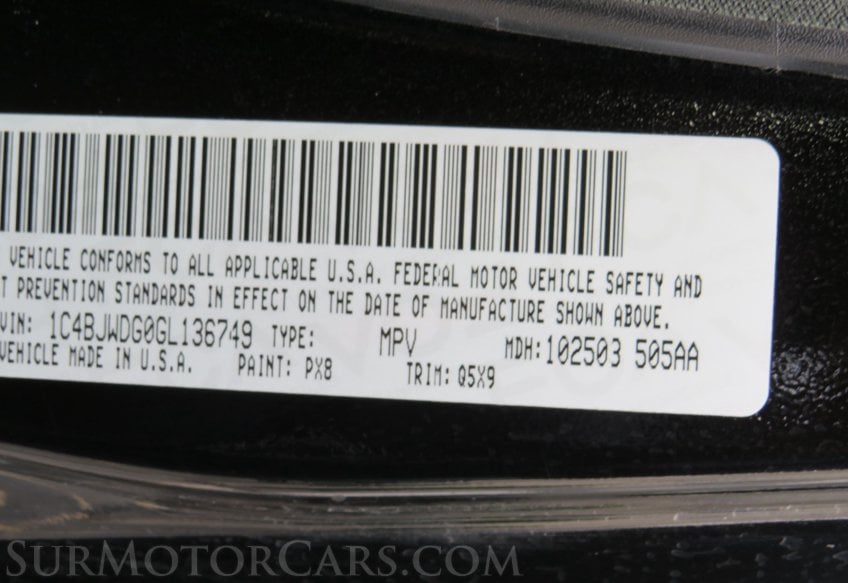 VEHICLE CONFORMS TO ALL APPLICABLE U.S.A. FEDERAL MOTOR VEHICLE SAFETY AND
T PREVENTION STANDARDS IN EFFECT ON THE DATE OF MANUFACTURE SHOWN ABOVE.
VIN: 1C4BJWDG0GL136749 TYPE: MPV MDH: 102503 505AA
VEHICLE MADE IN U.S.A. PAINT: PX8 TRIM: Q5X9
SURMOTORCARS.COM